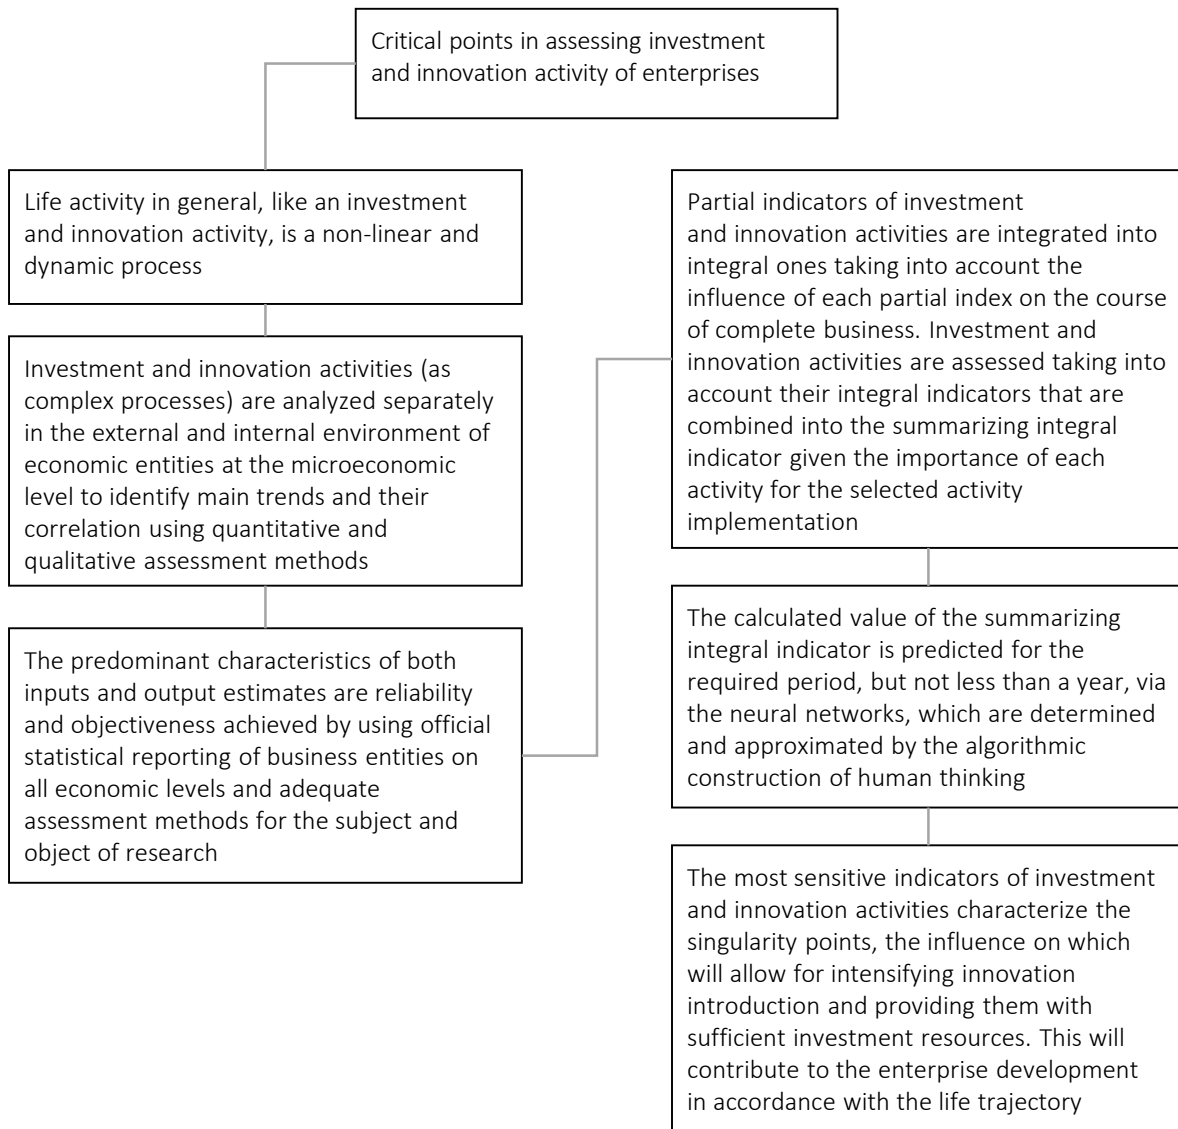 Critical points in assessing investment
and innovation activity of enterprises
Life activity in general, like an investment
and innovation activity, is a non-linear and
dynamic process
Investment and innovation activities (as
complex processes) are analyzed separately
in the external and internal environment of
economic entities at the microeconomic
level to identify main trends and their
correlation using quantitative and
qualitative assessment methods
The predominant characteristics of both
inputs and output estimates are reliability
and objectiveness achieved by using official
statistical reporting of business entities on
all economic levels and adequate
assessment methods for the subject and
object of research
Partial indicators of investment
and innovation activities are integrated into
integral ones taking into account the
influence of each partial index on the course
of complete business. Investment and
innovation activities are assessed taking into
account their integral indicators that are
combined into the summarizing integral
indicator given the importance of each
activity for the selected activity
implementation
The calculated value of the summarizing
integral indicator is predicted for the
required period, but not less than a year, via
the neural networks, which are determined
and approximated by the algorithmic
construction of human thinking
The most sensitive indicators of investment
and innovation activities characterize the
singularity points, the influence on which
will allow for intensifying innovation
introduction and providing them with
sufficient investment resources. This will
contribute to the enterprise development
in accordance with the life trajectory